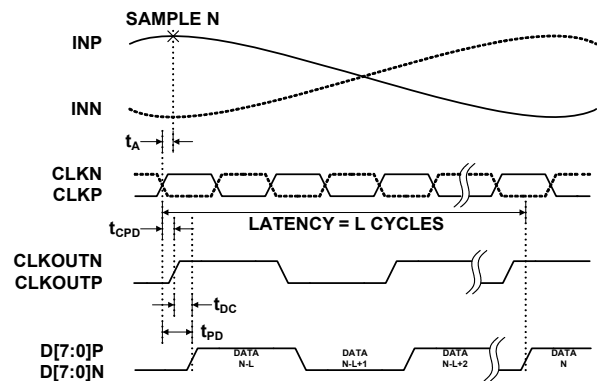 SAMPLE N
INP
INN
tA
CLKN
CLKP
LATENCY = L CYCLES
tCPD
CLKOUTN
CLKOUTP
tDC
tPD
D[7:0]P
D[7:0]N
DATA
N-L
DATA
N-L+1
DATA
N-L+2
DATA
N